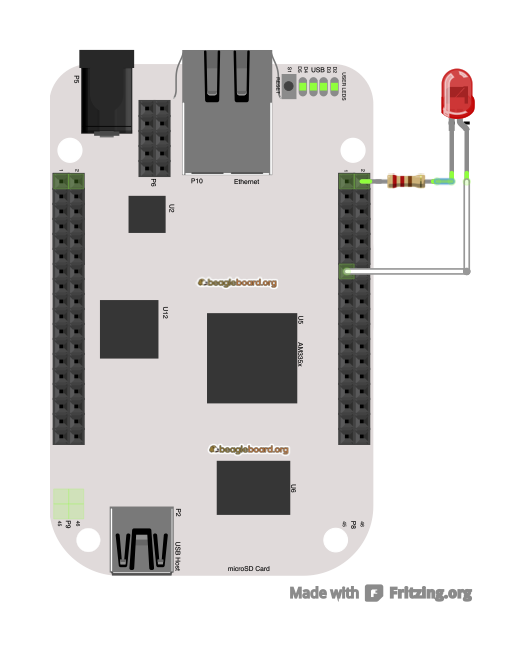 P5
S1
RESET
D5
D4
USB
D3
D2
USER LEDS
1
2
P6
P10
Ethernet
1
2
U2
beagleboard.org
U12
U5
AM335x
beagleboard.org
U6
45
P9
46
P2
USB Host
microSD Card
45
P8
46
Made with Fritzing.org